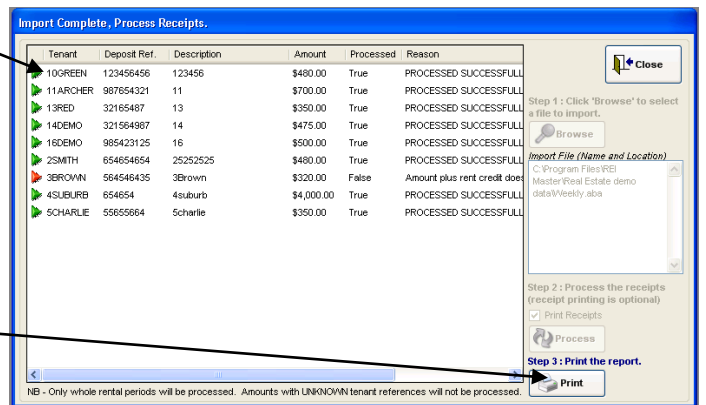 Import Complete, Process Receipts.
Tenant Deposit Ref. Description Amount Processed Reason
10GREEN 123456456 123456 $480.00 True PROCESSED SUCCESSFULL
11ARCHER 987654321 11 $700.00 True PROCESSED SUCCESSFULL
13RED 32165487 13 $350.00 True PROCESSED SUCCESSFULL
14DEMO 321564987 14 $475.00 True PROCESSED SUCCESSFULL
16DEMO 985423125 16 $500.00 True PROCESSED SUCCESSFULL
2SMITH 654654654 25252525 $480.00 True PROCESSED SUCCESSFULL
3BROWN 564546435 3Brown $320.00 False Amount plus rent credit does
4SUBURB 654654 4suburb $4,000.00 True PROCESSED SUCCESSFULL
5CHARLIE 55655664 5charlie $350.00 True PROCESSED SUCCESSFULL
NB - Only whole rental periods will be processed. Amounts with UNKNOWN tenant references will not be processed.
Close
Step 1 : Click 'Browse' to select
a file to import.
Browse
Import File (Name and Location)
C:\Program Files\REI
Master\Real Estate demo
data\Weekly.aba
Step 2 : Process the receipts
(receipt printing is optional)
Print Receipts
Process
Step 3 : Print the report.
Print